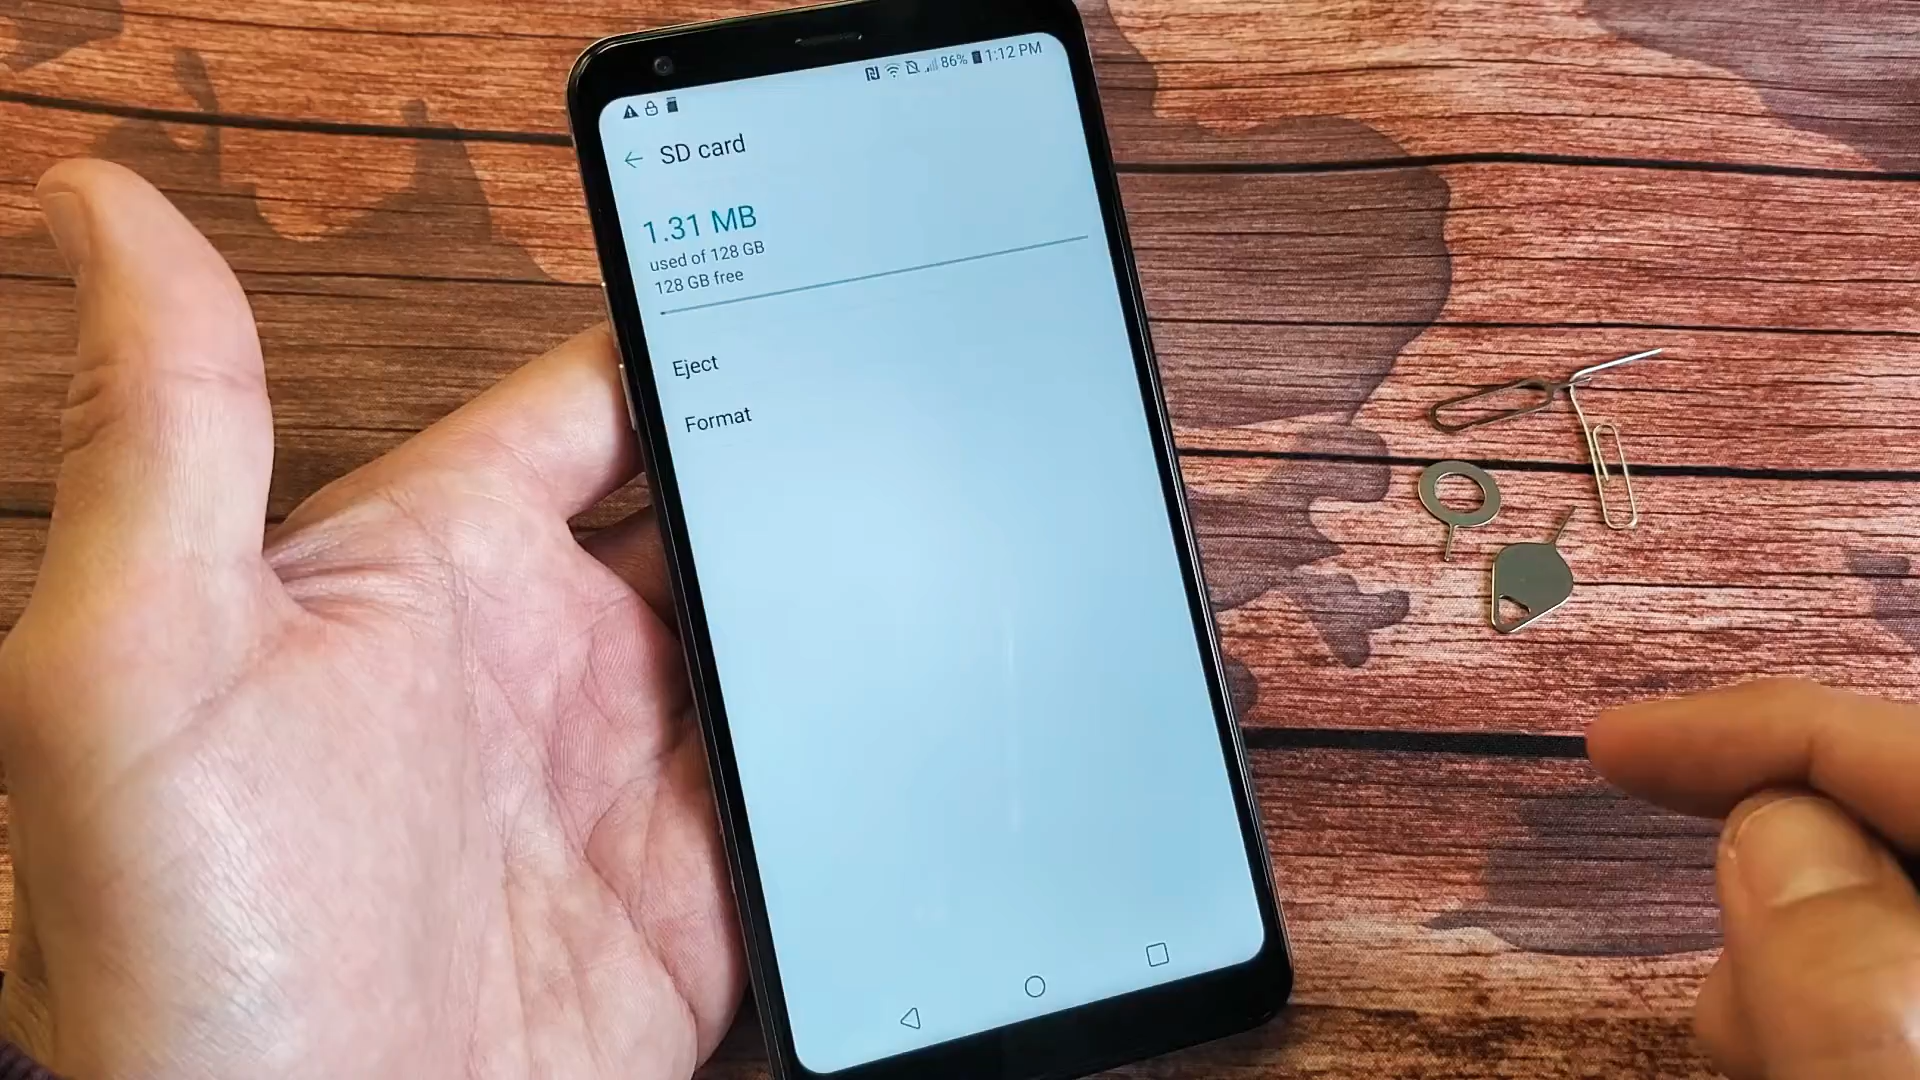 86% 1:12 PM
SD card
1.31 MB
used of 128 GB
128 GB free
Eject
Format